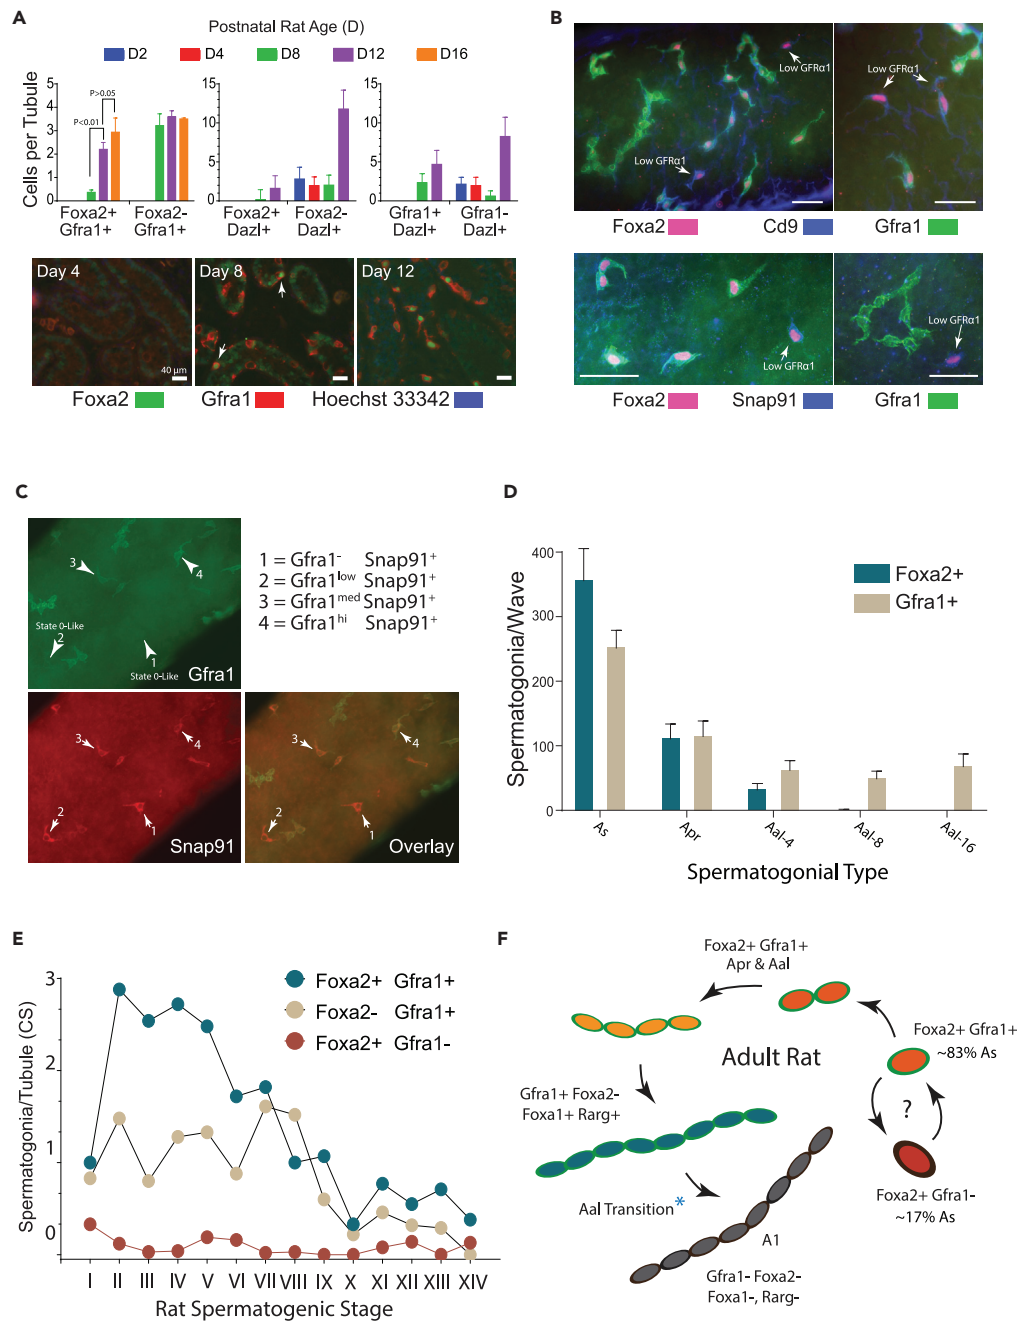 A
Postnatal Rat Age (D)
D2 D4 D8 D12 D16
Cells per Tubule
5
4
3
2
1
0
P<0.01
P>0.05
Foxa2+ Foxa2-
Gfra1+ Gfra1+
15
10
5
0
Foxa2+ Foxa2-
Dazl+ Dazl+
15
10
5
0
Gfra1+ Gfra1-
Dazl+ Dazl+
Day 4
40 µm
Day 8
Day 12
Foxa2 Gfra1 Hoechst 33342
B
Low GFRα1
Low GFRα1
Low GFRα1
Foxa2 Cd9 Gfra1
Low GFRα1
Low GFRα1
Foxa2 Snap91 Gfra1
C
3
4
State 0-Like
2
1
State 0-Like
Gfra1
1 = Gfra1- Snap91+
2 = Gfra1low Snap91+
3 = Gfra1med Snap91+
4 = Gfra1hi Snap91+
3
4
2
1
Snap91
3
4
2
1
Overlay
D
Spermatogonia/Wave
400
300
200
100
0
Foxa2+
Gfra1+
As Apr Aal-4 Aal-8 Aal-16
Spermatogonial Type
E
Spermatogonia/Tubule (CS)
3
2
1
0
Foxa2+ Gfra1+
Foxa2- Gfra1+
Foxa2+ Gfra1-
I II III IV V VI VII VIII IX X XI XII XIII XIV
Rat Spermatogenic Stage
F
Foxa2+ Gfra1+
Apr & Aal
Adult Rat
Foxa2+ Gfra1+
~83% As
?
Foxa2+ Gfra1-
~17% As
Gfra1+ Foxa2-
Foxa1+ Rarg+
Aal Transition*
A1
Gfra1- Foxa2-
Foxa1-, Rarg-